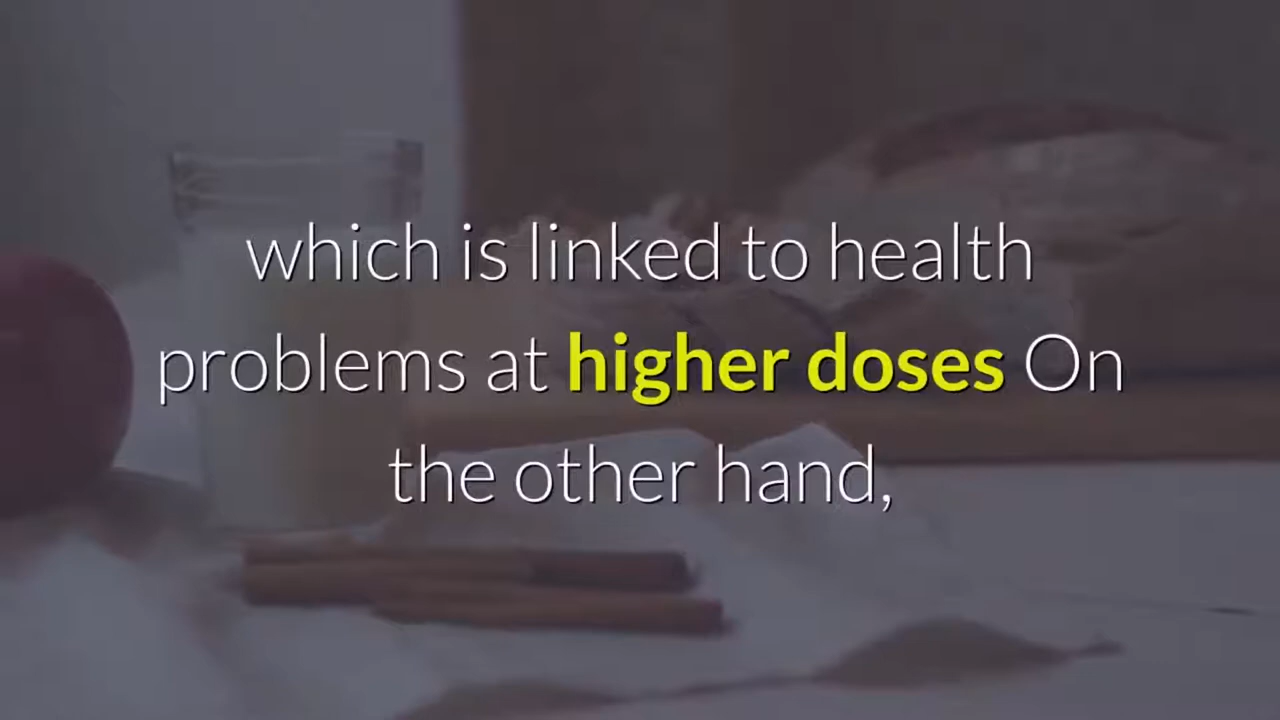 which is linked to health
problems at higher doses On
the other hand,